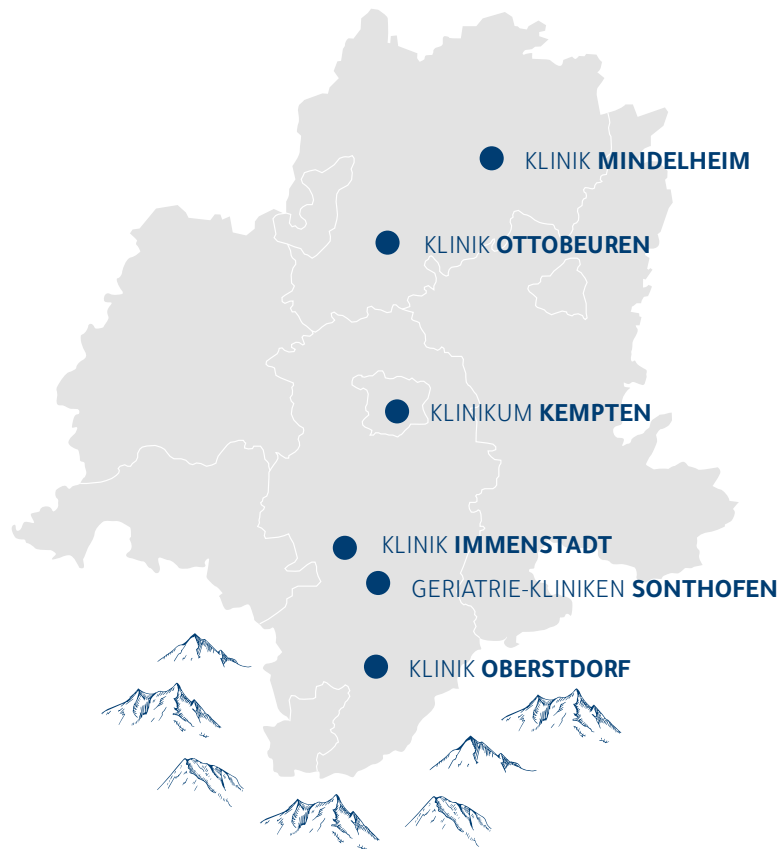 KLINIK MINDELHEIM
KLINIK OTTOBEUREN
KLINIKUM KEMPTEN
KLINIK IMMENSTADT
GERIATRIE-KLINIKEN SONTHOFEN
KLINIK OBERSTDORF